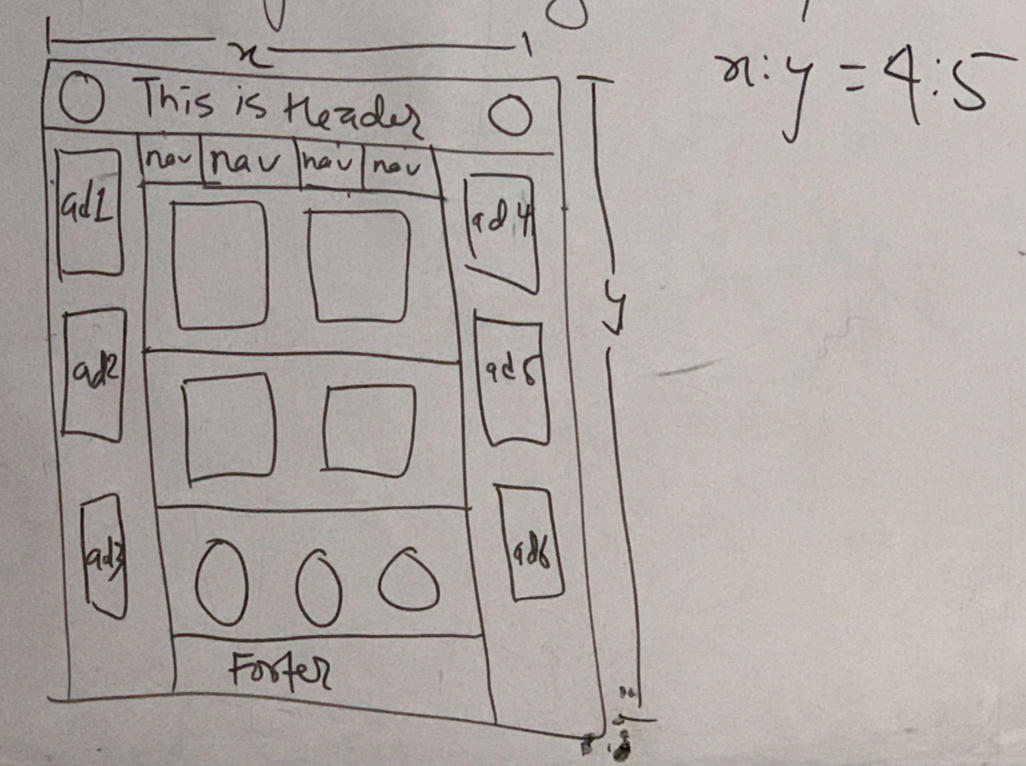 x
x:y = 4:5
This is Header
nav nav nav nav
ad1
ad4
y
ad2
ad5
ad3
ad6
Footer